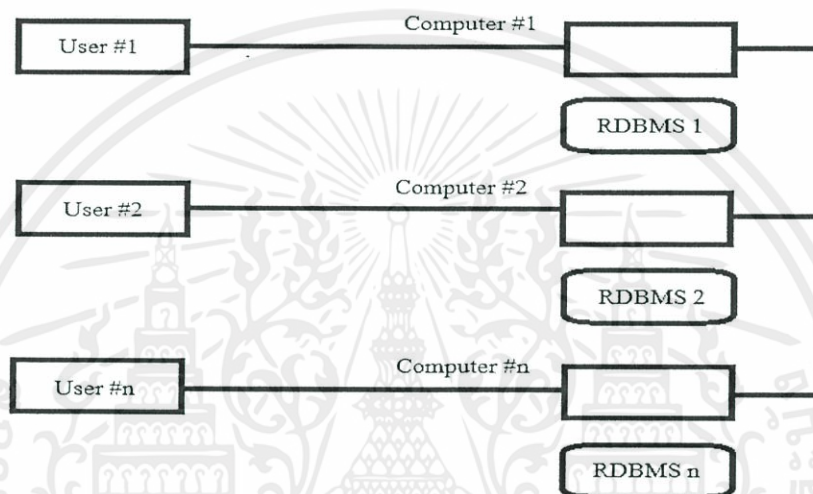 Computer #1
User #1
RDBMS 1
Computer #2
User #2
RDBMS 2
Computer #n
User #n
RDBMS n